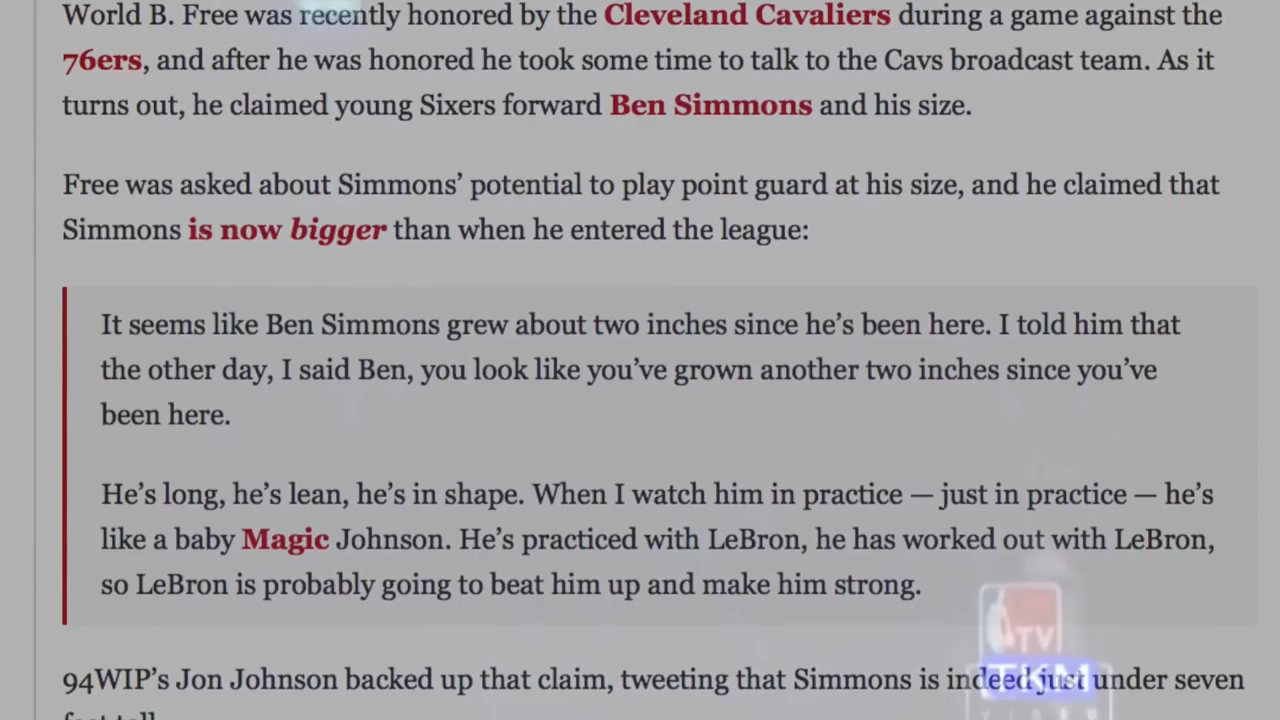 World B. Free was recently honored by the Cleveland Cavaliers during a game against the
76ers, and after he was honored he took some time to talk to the Cavs broadcast team. As it
turns out, he claimed young Sixers forward Ben Simmons and his size.
Free was asked about Simmons’ potential to play point guard at his size, and he claimed that
Simmons is now bigger than when he entered the league:
It seems like Ben Simmons grew about two inches since he’s been here. I told him that
the other day, I said Ben, you look like you’ve grown another two inches since you’ve
been here.
He’s long, he’s lean, he’s in shape. When I watch him in practice — just in practice — he’s
like a baby Magic Johnson. He’s practiced with LeBron, he has worked out with LeBron,
so LeBron is probably going to beat him up and make him strong.
TV
94WIP’s Jon Johnson backed up that claim, tweeting that Simmons is indeed just under seven
TKM